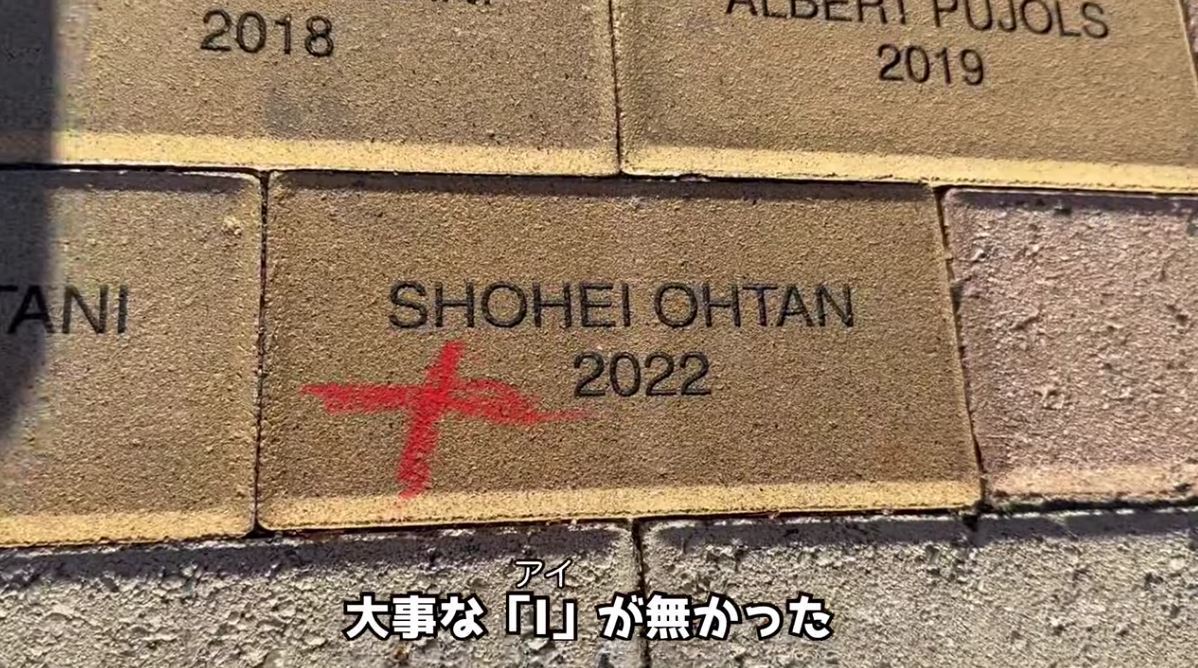 2018
ALBERT PUJOLS
2019
TANI
SHOHEI OHTAN
2022
アイ
大事な「I」が無かった